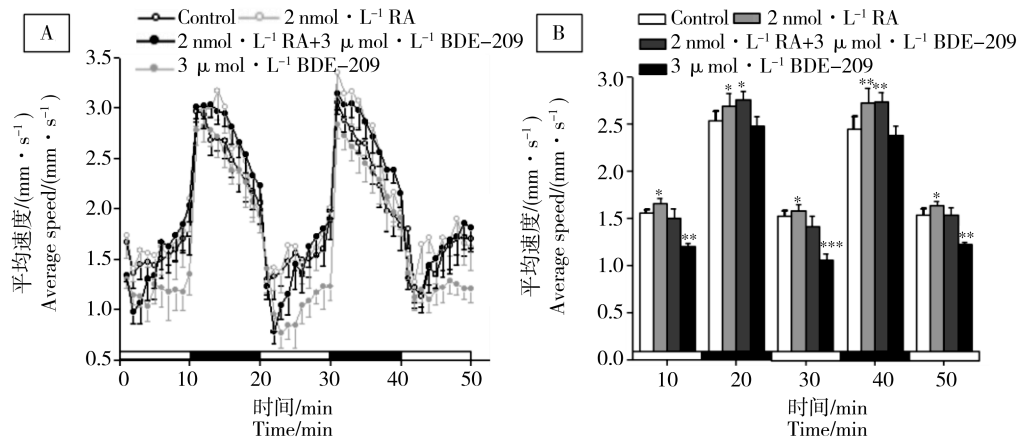 A
Control 2 nmol·L⁻¹ RA
2 nmol·L⁻¹ RA+3 μmol·L⁻¹ BDE-209
3 μmol·L⁻¹ BDE-209
平均速度/(mm·s⁻¹)
Average speed/(mm·s⁻¹)
3.5
3.0
2.5
2.0
1.5
1.0
0.5
0 10 20 30 40 50
时间/min
Time/min
B
Control 2 nmol·L⁻¹ RA
2 nmol·L⁻¹ RA+3 μmol·L⁻¹ BDE-209
3 μmol·L⁻¹ BDE-209
平均速度/(mm·s⁻¹)
Average speed/(mm·s⁻¹)
3.0
2.5
2.0
1.5
1.0
0.5
0.0
* ** * * * *** ** ** * **
10 20 30 40 50
时间/min
Time/min